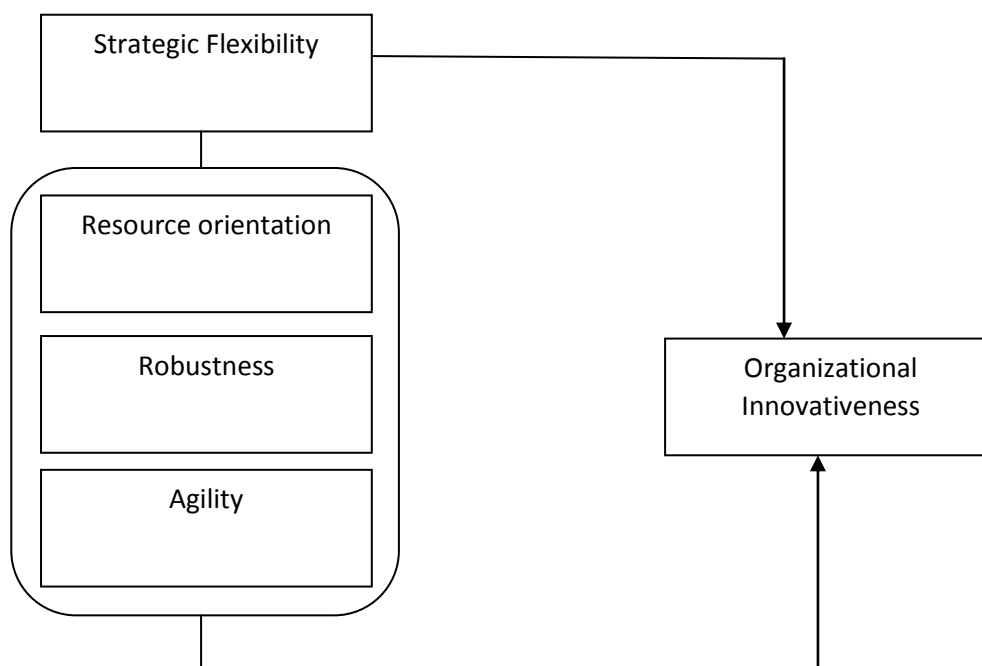 Strategic Flexibility
Resource orientation
Robustness
Agility
Organizational
Innovativeness